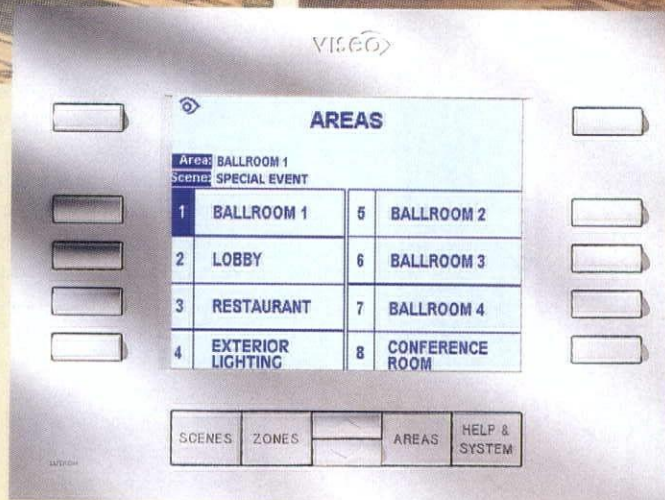 viseo
AREAS
Area: BALLROOM 1
Scene: SPECIAL EVENT
1 BALLROOM 1
2 LOBBY
3 RESTAURANT
4 EXTERIOR
LIGHTING
5 BALLROOM 2
6 BALLROOM 3
7 BALLROOM 4
8 CONFERENCE
ROOM
SCENES
ZONES
AREAS
HELP &
SYSTEM
LUTRON